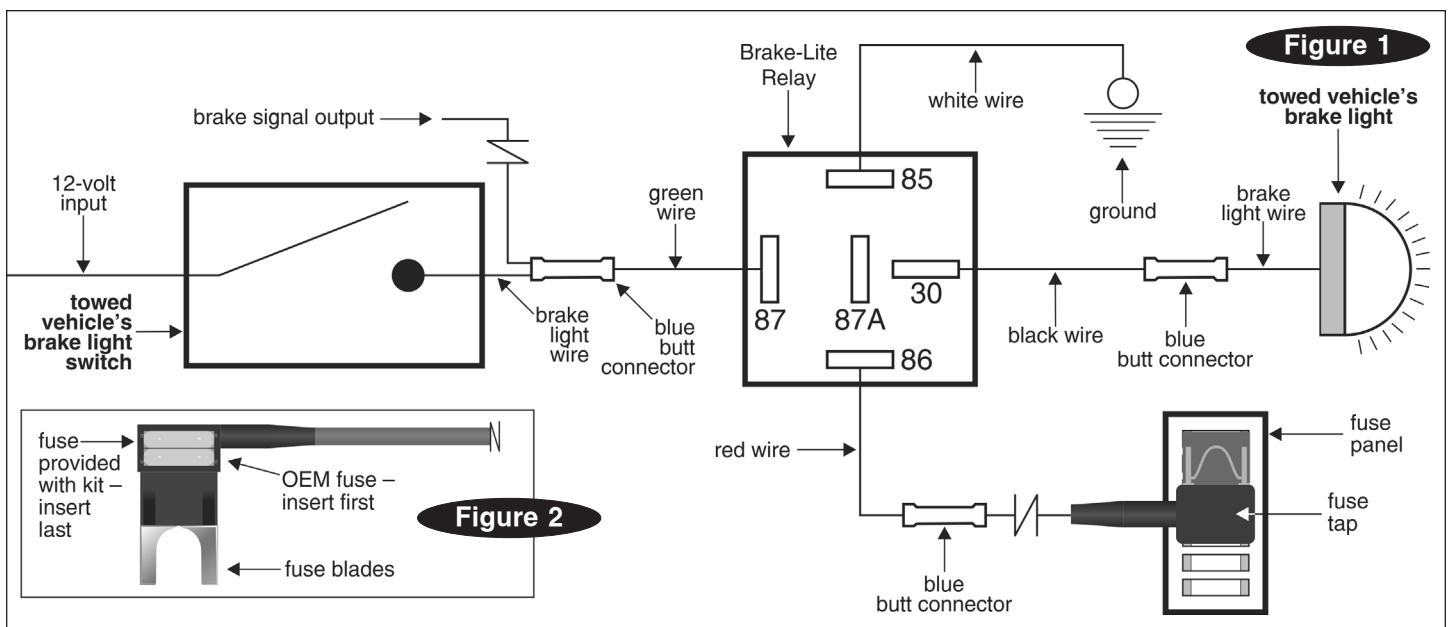 Figure 1
Brake-Lite
Relay
white wire
towed vehicle's
brake light
brake signal output
12-volt
input
green
wire
85
ground
brake
light wire
87
87A
30
86
towed
vehicle's
brake light
switch
brake
light
wire
blue
butt
connector
black wire
blue
butt connector
red wire
fuse
panel
fuse
tap
blue
butt connector
fuse
provided
with kit –
insert
last
OEM fuse –
insert first
Figure 2
fuse blades